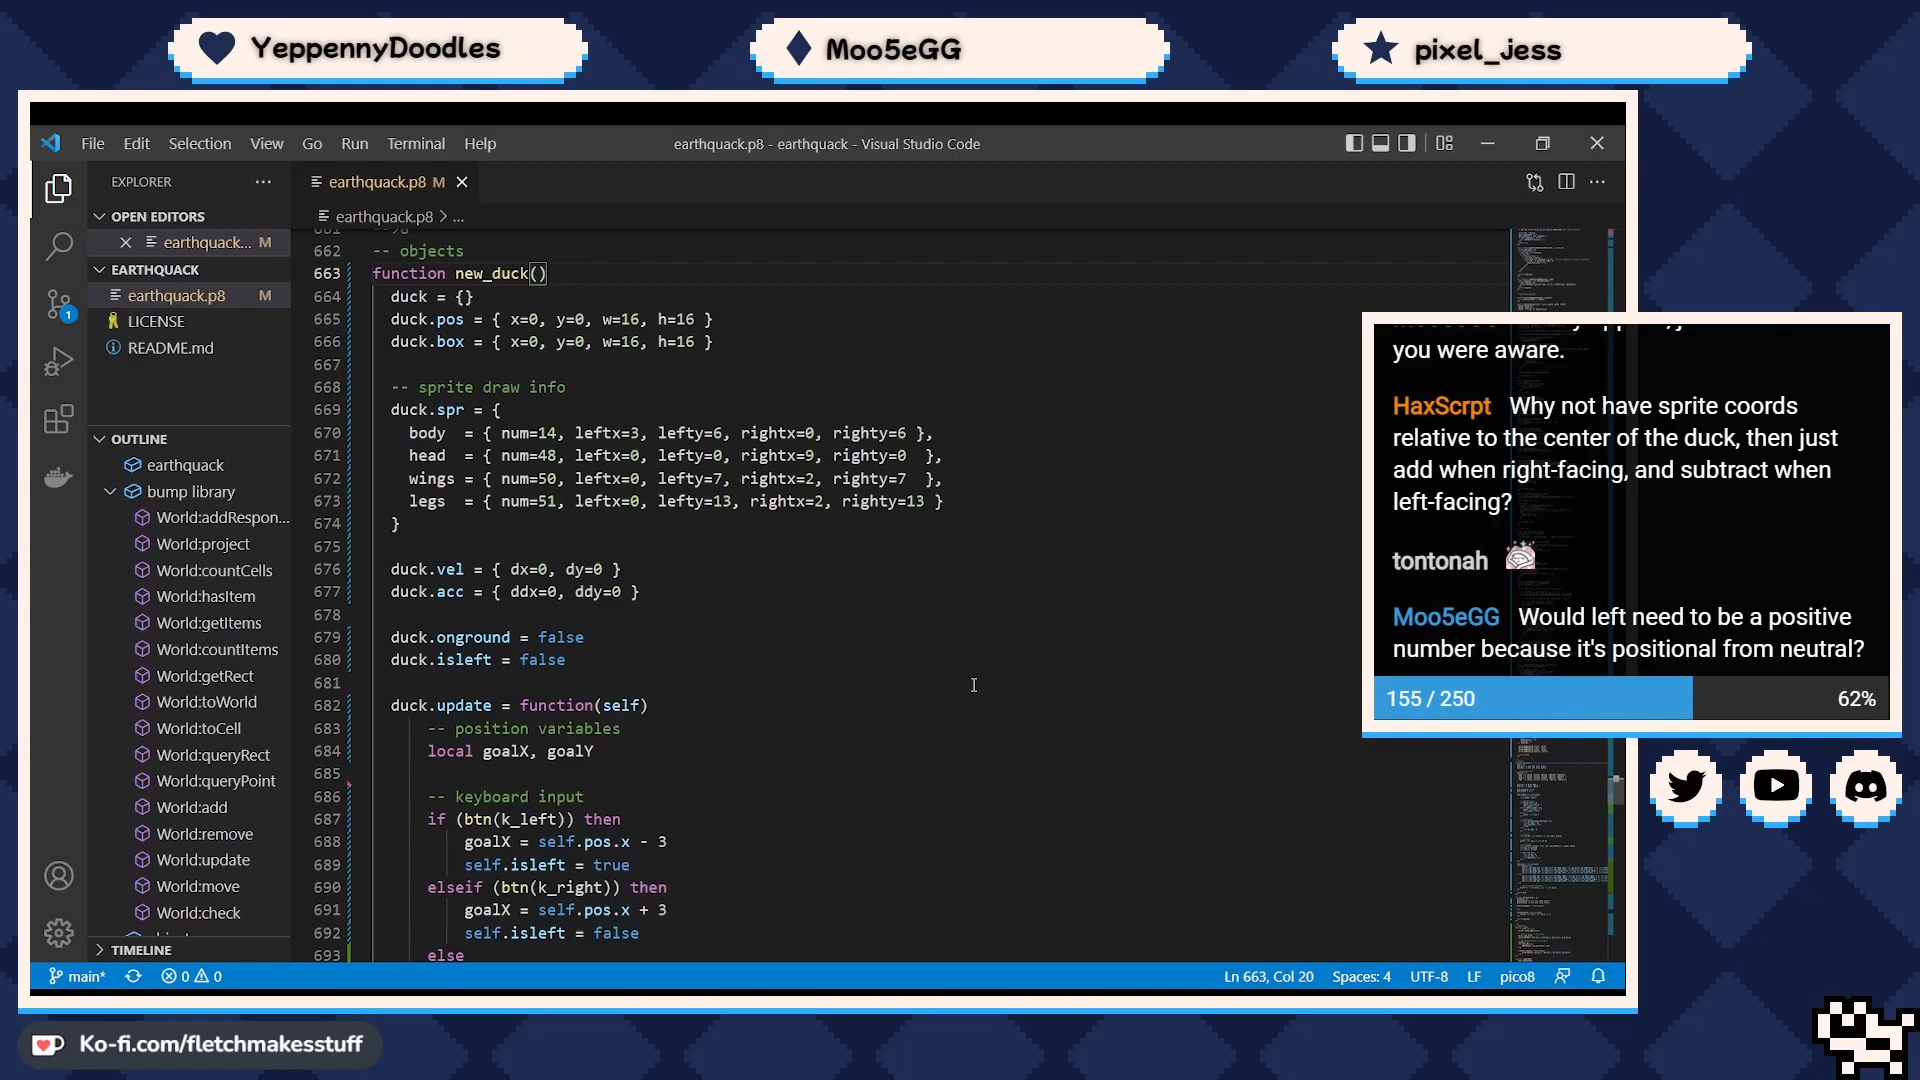 YeppennyDoodles
Moo5eGG
pixel_jess
File Edit Selection View Go Run Terminal Help
earthquack.p8 - earthquack - Visual Studio Code
EXPLORER
OPEN EDITORS
earthquack... M
EARTHQUACK
earthquack.p8 M
LICENSE
README.md
OUTLINE
earthquack
bump library
World:addRespon...
World:project
World:countCells
World:hasItem
World:getItems
World:countItems
World:getRect
World:toWorld
World:toCell
World:queryRect
World:queryPoint
World:add
World:remove
World:update
World:move
World:check
TIMELINE
earthquack.p8 M
earthquack.p8 > ...
662 -- objects
663 function new_duck()
664 duck = {}
665 duck.pos = { x=0, y=0, w=16, h=16 }
666 duck.box = { x=0, y=0, w=16, h=16 }
667
668 -- sprite draw info
669 duck.spr = {
670 body = { num=14, leftx=3, lefty=6, rightx=0, righty=6 },
671 head = { num=48, leftx=0, lefty=0, rightx=9, righty=0 },
672 wings = { num=50, leftx=0, lefty=7, rightx=2, righty=7 },
673 legs = { num=51, leftx=0, lefty=13, rightx=2, righty=13 }
674 }
675
676 duck.vel = { dx=0, dy=0 }
677 duck.acc = { ddx=0, ddy=0 }
678
679 duck.onground = false
680 duck.isleft = false
681
682 duck.update = function(self)
683 -- position variables
684 local goalX, goalY
685
686 -- keyboard input
687 if (btn(k_left)) then
688 goalX = self.pos.x - 3
689 self.isleft = true
690 elseif (btn(k_right)) then
691 goalX = self.pos.x + 3
692 self.isleft = false
693 else
you were aware.
HaxScrpt Why not have sprite coords
relative to the center of the duck, then just
add when right-facing, and subtract when
left-facing?
tontonah
Moo5eGG Would left need to be a positive
number because it's positional from neutral?
155 / 250 62%
main* 0 0
1
Ln 663, Col 20 Spaces: 4 UTF-8 LF pico8
Ko-fi.com/fletchmakesstuff